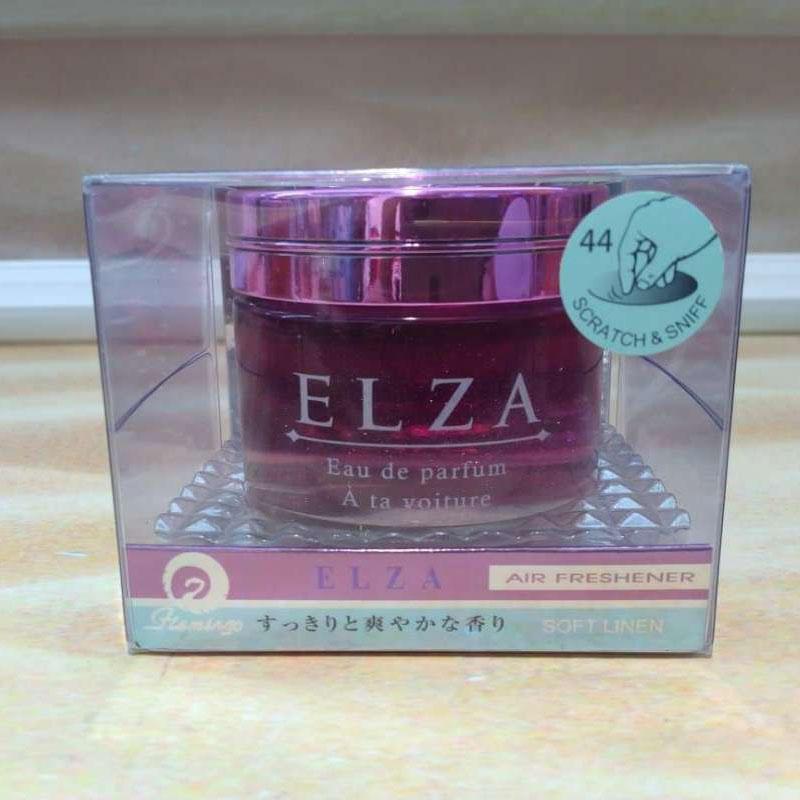 44
SCRATCH & SNIFF
ELZA
Eau de parfum
À ta voiture
ELZA
AIR FRESHENER
Flamingo
すっきりと爽やかな香り
SOFT LINEN